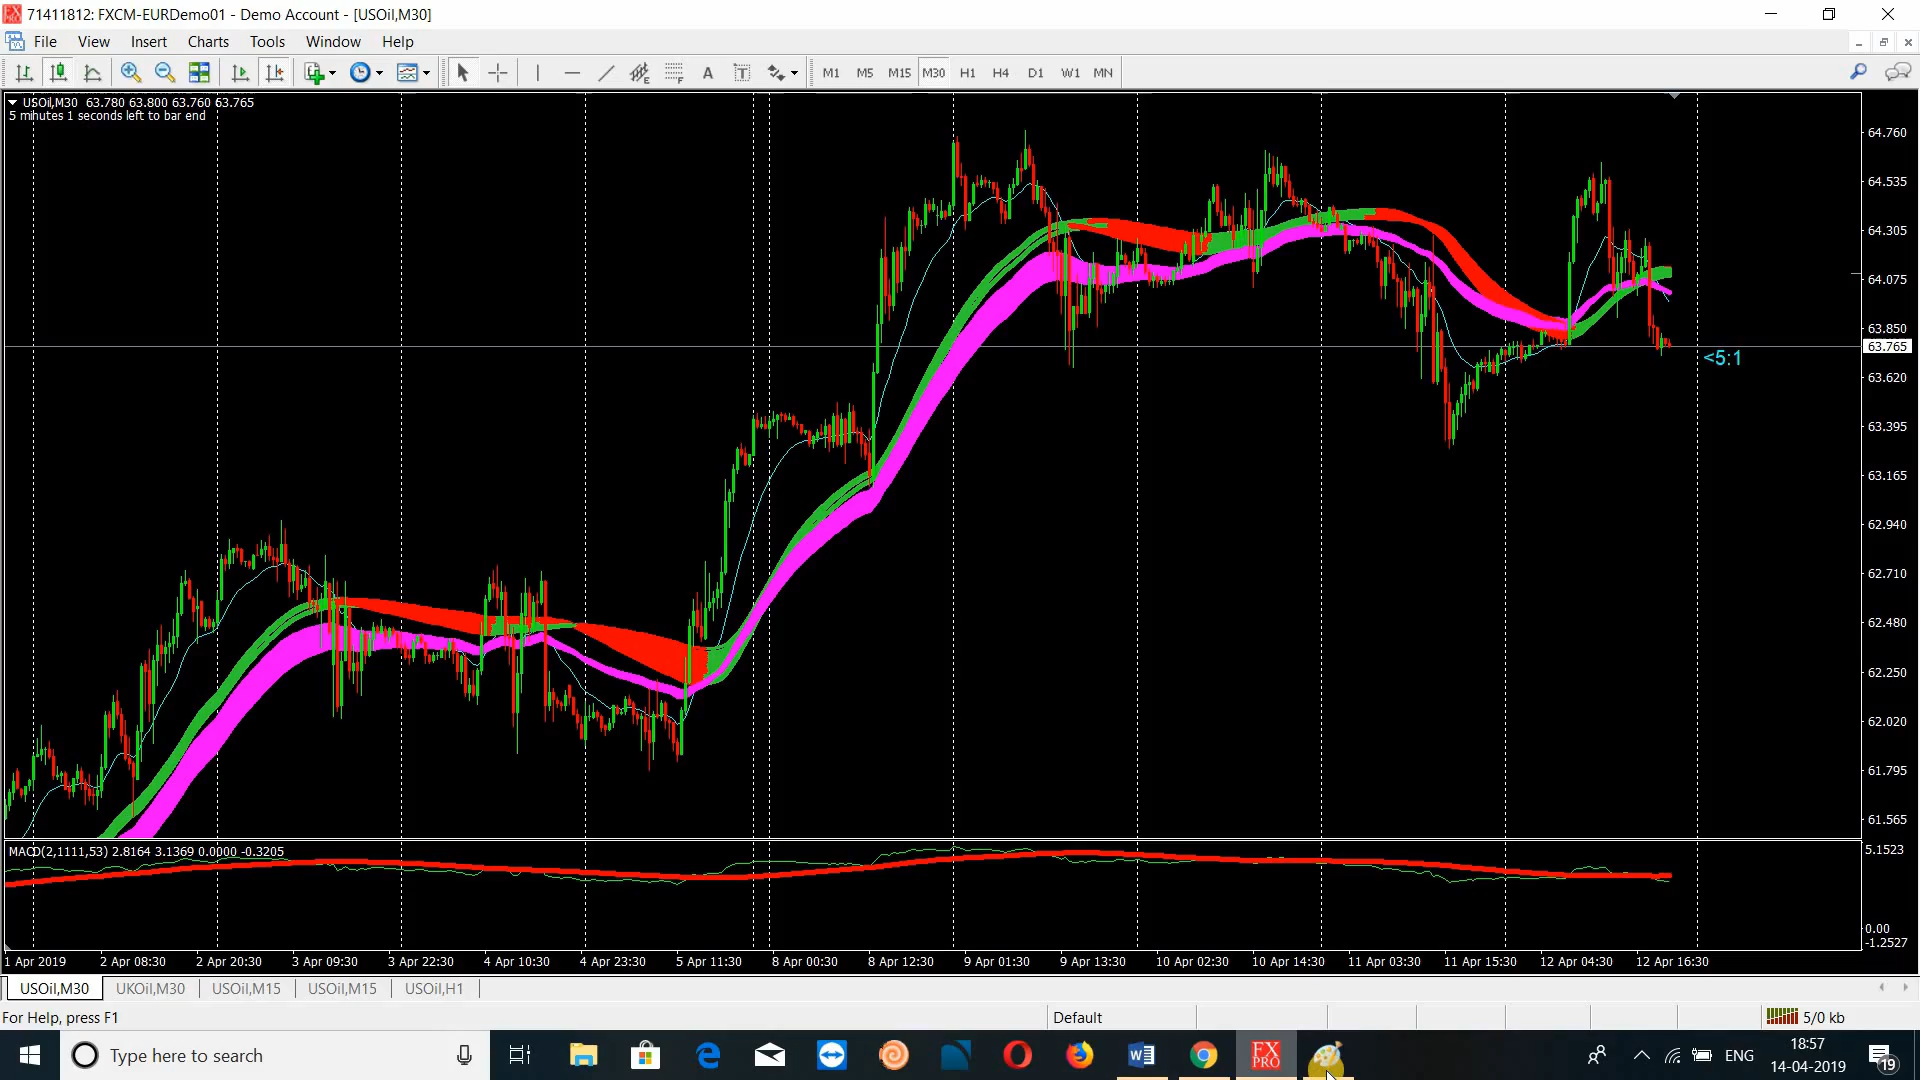 71411812: FXCM-EURDemo01 - Demo Account - [USOil,M30]
File View Insert Charts Tools Window Help
M1 M5 M15 M30 H1 H4 D1 W1 MN
USOil,M30 63.780 63.800 63.760 63.765
5 minutes 1 seconds left to bar end
64.760
64.535
64.305
64.075
63.850
63.765
<5:1
63.620
63.395
63.165
62.940
62.710
62.480
62.250
62.020
61.795
61.565
MACD(2,1111,53) 2.8164 3.1369 0.0000 -0.3205
5.1523
0.00
-1.2527
1 Apr 2019 2 Apr 08:30 2 Apr 20:30 3 Apr 09:30 3 Apr 22:30 4 Apr 10:30 4 Apr 23:30 5 Apr 11:30 8 Apr 00:30 8 Apr 12:30 9 Apr 01:30 9 Apr 13:30 10 Apr 02:30 10 Apr 14:30 11 Apr 03:30 11 Apr 15:30 12 Apr 04:30 12 Apr 16:30
USOil,M30 UKOil,M30 USOil,M15 USOil,M15 USOil,H1
For Help, press F1 Default 5/0 kb
Type here to search FX PRO ENG 18:57
14-04-2019 19